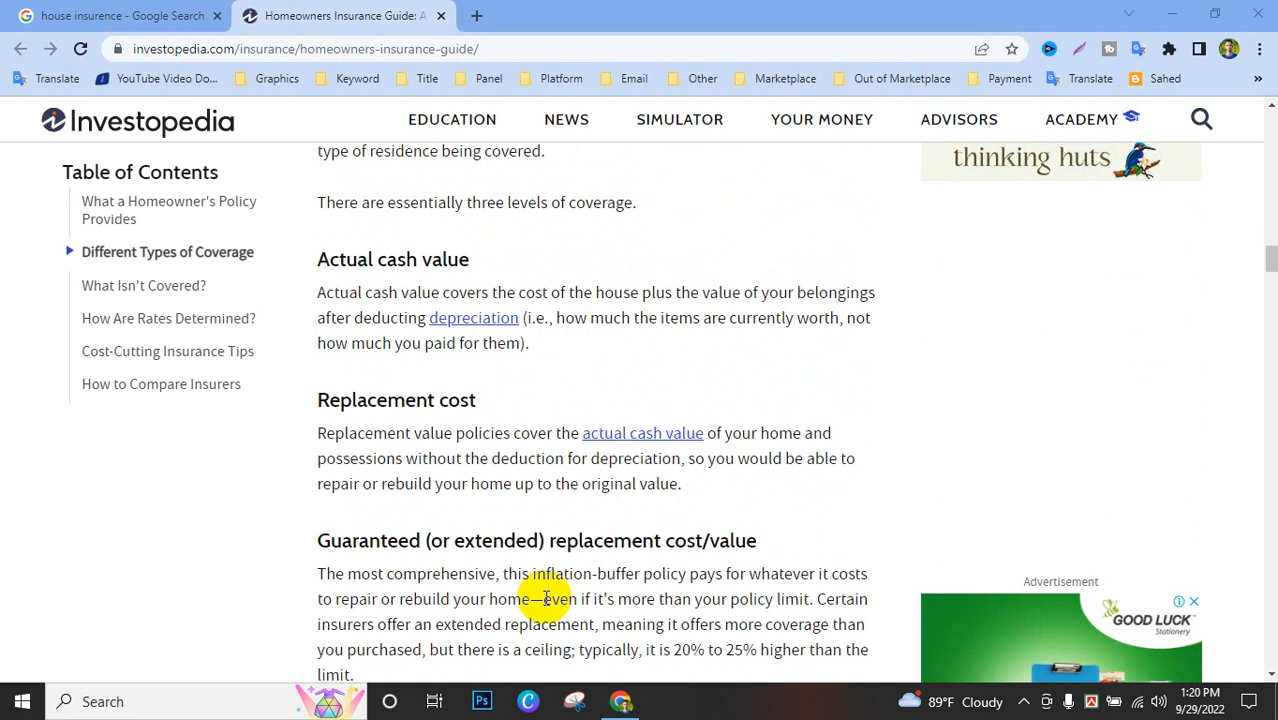 house insurence - Google Search
Homeowners Insurance Guide: A
investopedia.com/insurance/homeowners-insurance-guide/
Translate
YouTube Video Do...
Graphics
Keyword
Title
Panel
Platform
Email
Other
Marketplace
Out of Marketplace
Payment
Translate
Sahed
Investopedia
EDUCATION
NEWS
SIMULATOR
YOUR MONEY
ADVISORS
ACADEMY
Table of Contents
What a Homeowner's Policy
Provides
Different Types of Coverage
What Isn't Covered?
How Are Rates Determined?
Cost-Cutting Insurance Tips
How to Compare Insurers
type of residence being covered.
There are essentially three levels of coverage.
Actual cash value
Actual cash value covers the cost of the house plus the value of your belongings
after deducting depreciation (i.e., how much the items are currently worth, not
how much you paid for them).
Replacement cost
Replacement value policies cover the actual cash value of your home and
possessions without the deduction for depreciation, so you would be able to
repair or rebuild your home up to the original value.
Guaranteed (or extended) replacement cost/value
The most comprehensive, this inflation-buffer policy pays for whatever it costs
to repair or rebuild your home—even if it's more than your policy limit. Certain
insurers offer an extended replacement, meaning it offers more coverage than
you purchased, but there is a ceiling; typically, it is 20% to 25% higher than the
limit.
thinking huts
Advertisement
GOOD LUCK
Stationery
Search
Ps
89°F Cloudy
1:20 PM
9/29/2022